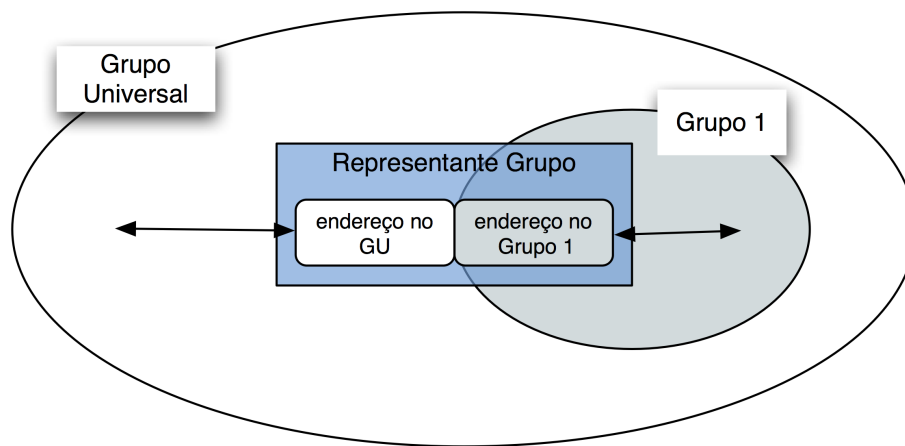 Grupo
Universal
Grupo 1
Representante Grupo
endereço no
GU
endereço no
Grupo 1